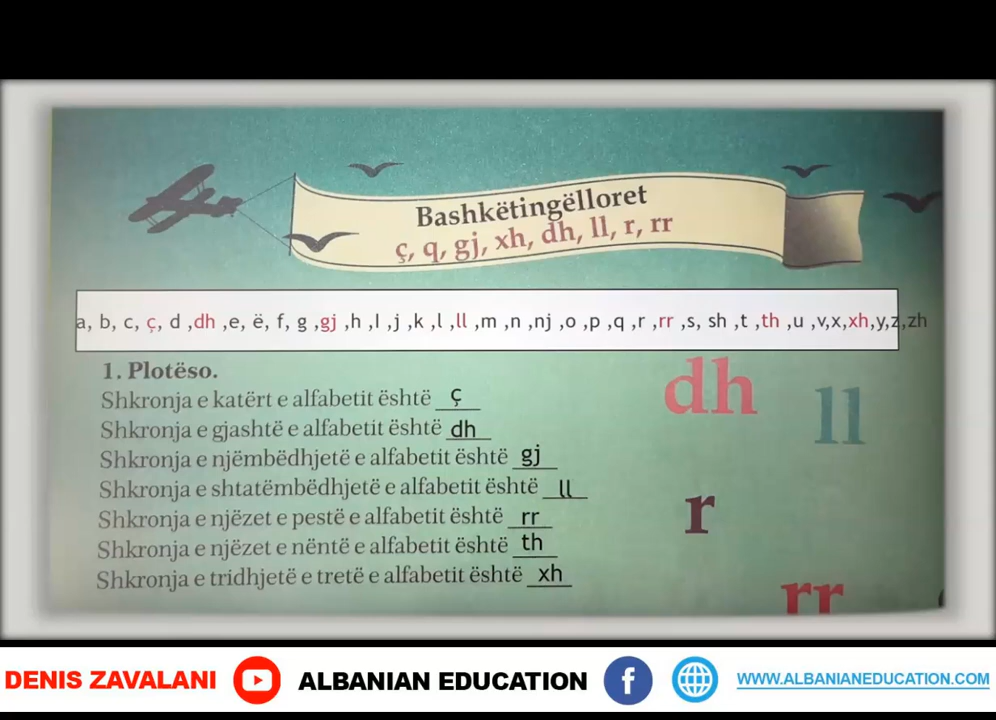 Bashkëtingëlloret
ç, q, gj, xh, dh, ll, r, rr
a, b, c, ç, d ,dh ,e, ë, f, g ,gj ,h ,I ,j ,k ,l ,ll ,m ,n ,nj ,o ,p ,q ,r ,rr ,s, sh ,t ,th ,u ,v,x,xh,y,z,zh
1. Plotëso.
Shkronja e katërt e alfabetit është ç
Shkronja e gjashtë e alfabetit është dh
Shkronja e njëmbëdhjetë e alfabetit është gj
Shkronja e shtatëmbëdhjetë e alfabetit është ll
Shkronja e njëzet e pestë e alfabetit është rr
Shkronja e njëzet e nëntë e alfabetit është th
Shkronja e tridhjetë e tretë e alfabetit është xh
dh
ll
r
rr
DENIS ZAVALANI ALBANIAN EDUCATION f WWW.ALBANIANEDUCATION.COM